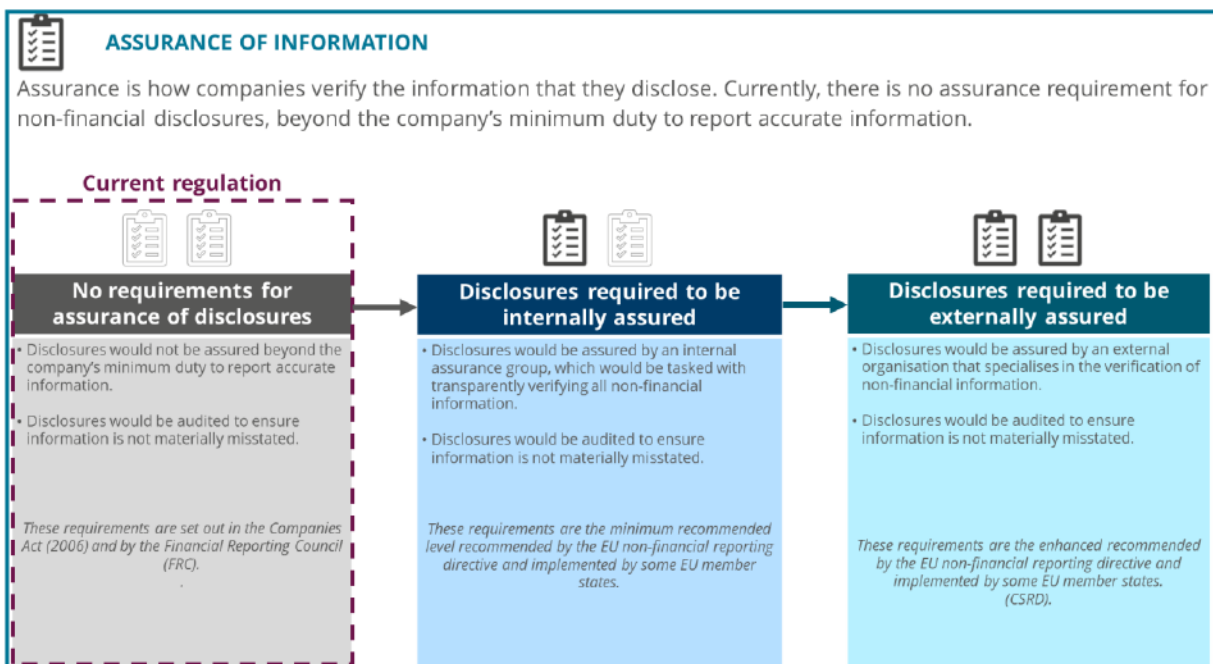 ASSURANCE OF INFORMATION
Assurance is how companies verify the information that they disclose. Currently, there is no assurance requirement for
non-financial disclosures, beyond the company's minimum duty to report accurate information.
Current regulation
No requirements for
assurance of disclosures
• Disclosures would not be assured beyond the
company's minimum duty to report accurate
information.
• Disclosures would be audited to ensure
information is not materially misstated.
These requirements are set out in the Companies
Act (2006) and by the Financial Reporting Council
(FRC).
.
Disclosures required to be
internally assured
• Disclosures would be assured by an internal
assurance group, which would be tasked with
transparently verifying all non-financial
information.
• Disclosures would be audited to ensure
information is not materially misstated.
These requirements are the minimum recommended
level recommended by the EU non-financial reporting
directive and implemented by some EU member
states.
Disclosures required to be
externally assured
• Disclosures would be assured by an external
organisation that specialises in the verification of
non-financial information.
• Disclosures would be audited to ensure
information is not materially misstated.
These requirements are the enhanced recommended
by the EU non-financial reporting directive and
implemented by some EU member states.
(CSRD).